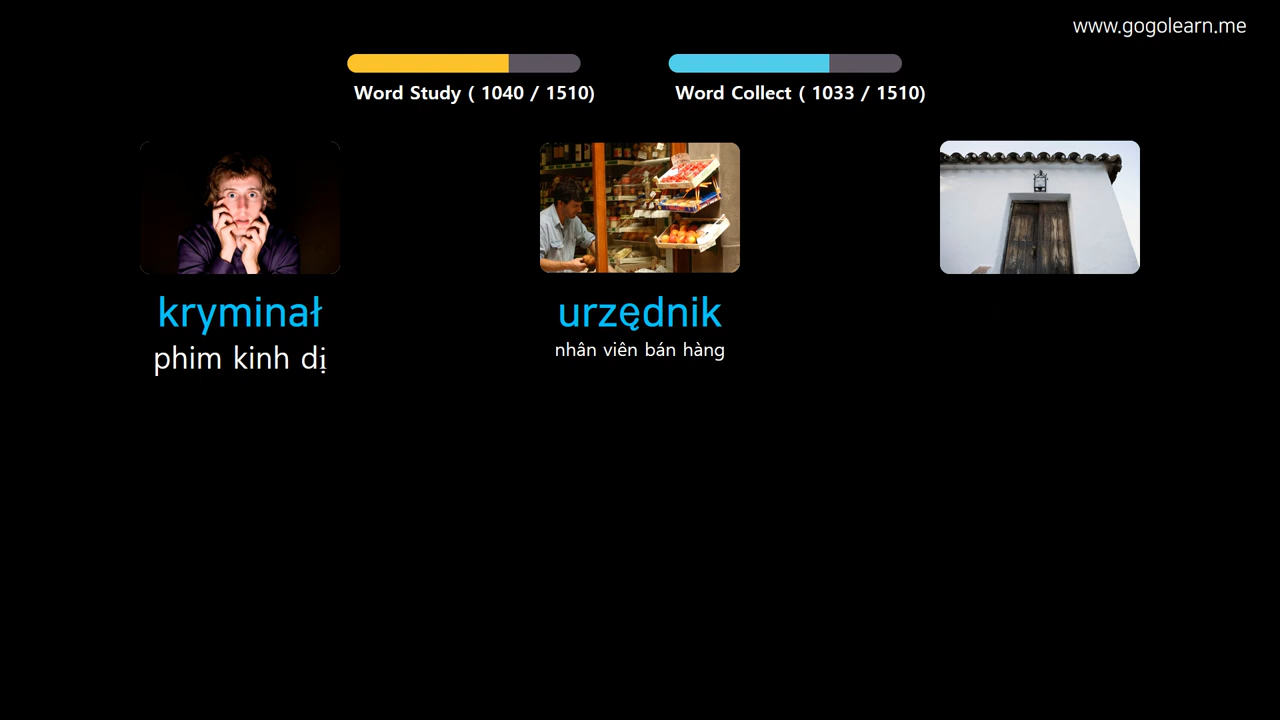 www.gogolearn.me
Word Study ( 1040 / 1510)
Word Collect ( 1033 / 1510)
kryminał
phim kinh dị
urzędnik
nhân viên bán hàng